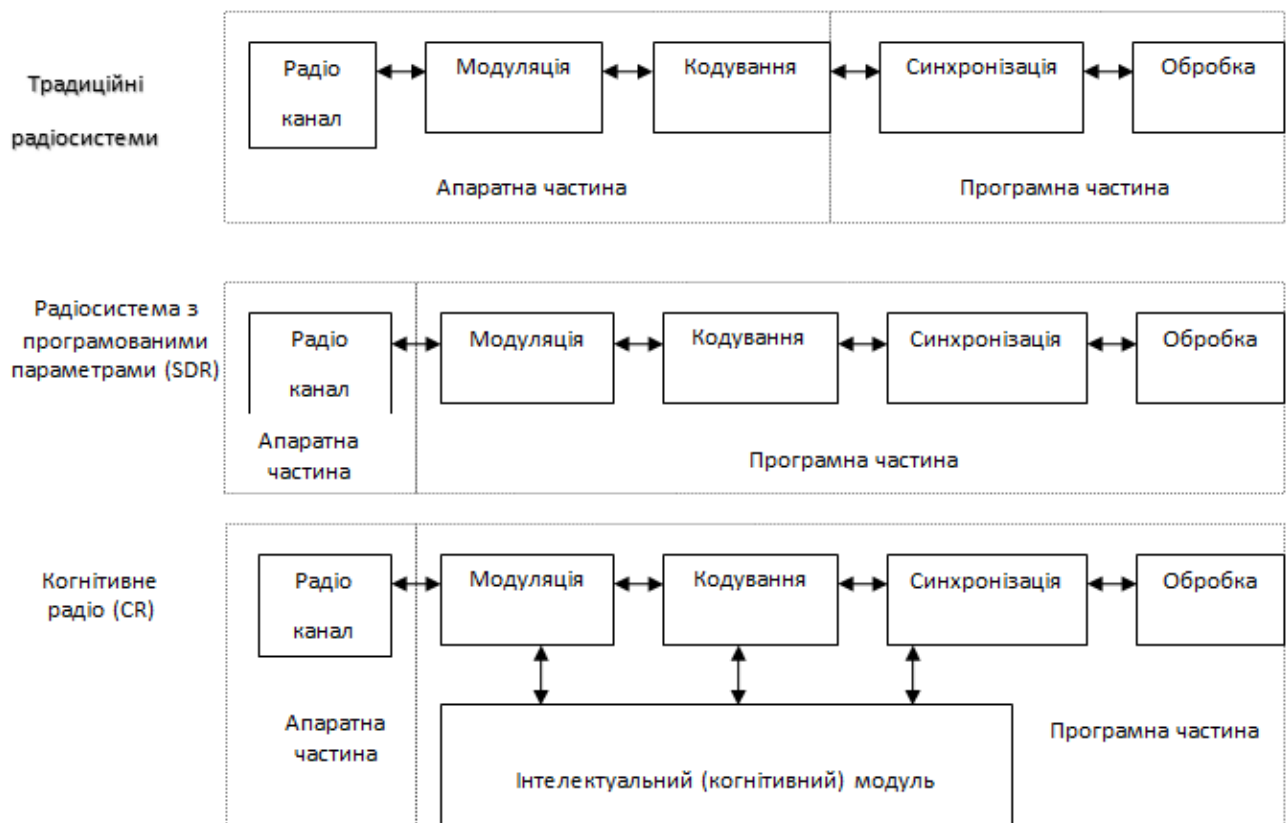 Традиційні
радіосистеми
Радіо
канал
Модуляція
Кодування
Синхронізація
Обробка
Апаратна частина
Програмна частина
Радіосистема з
програмованими
параметрами (SDR)
Радіо
канал
Модуляція
Кодування
Синхронізація
Обробка
Апаратна
частина
Програмна частина
Когнітивне
радіо (CR)
Радіо
канал
Модуляція
Кодування
Синхронізація
Обробка
Апаратна
частина
Програмна частина
Інтелектуальний (когнітивний) модуль